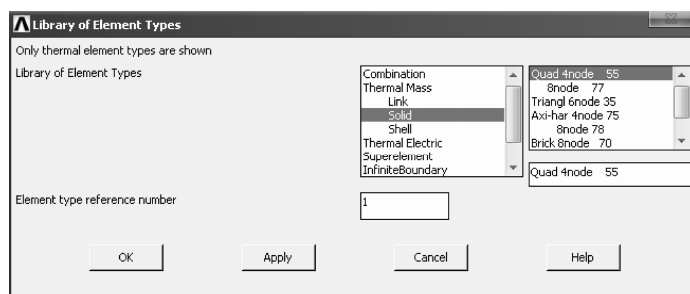 Library of Element Types
Only thermal element types are shown
Library of Element Types
Combination
Thermal Mass
Link
Solid
Shell
Thermal Electric
Superelement
InfiniteBoundary
Quad 4node 55
8node 77
Triangl 6node 35
Axi-har 4node 75
8node 78
Brick 8node 70
Quad 4node 55
Element type reference number
1
OK
Apply
Cancel
Help